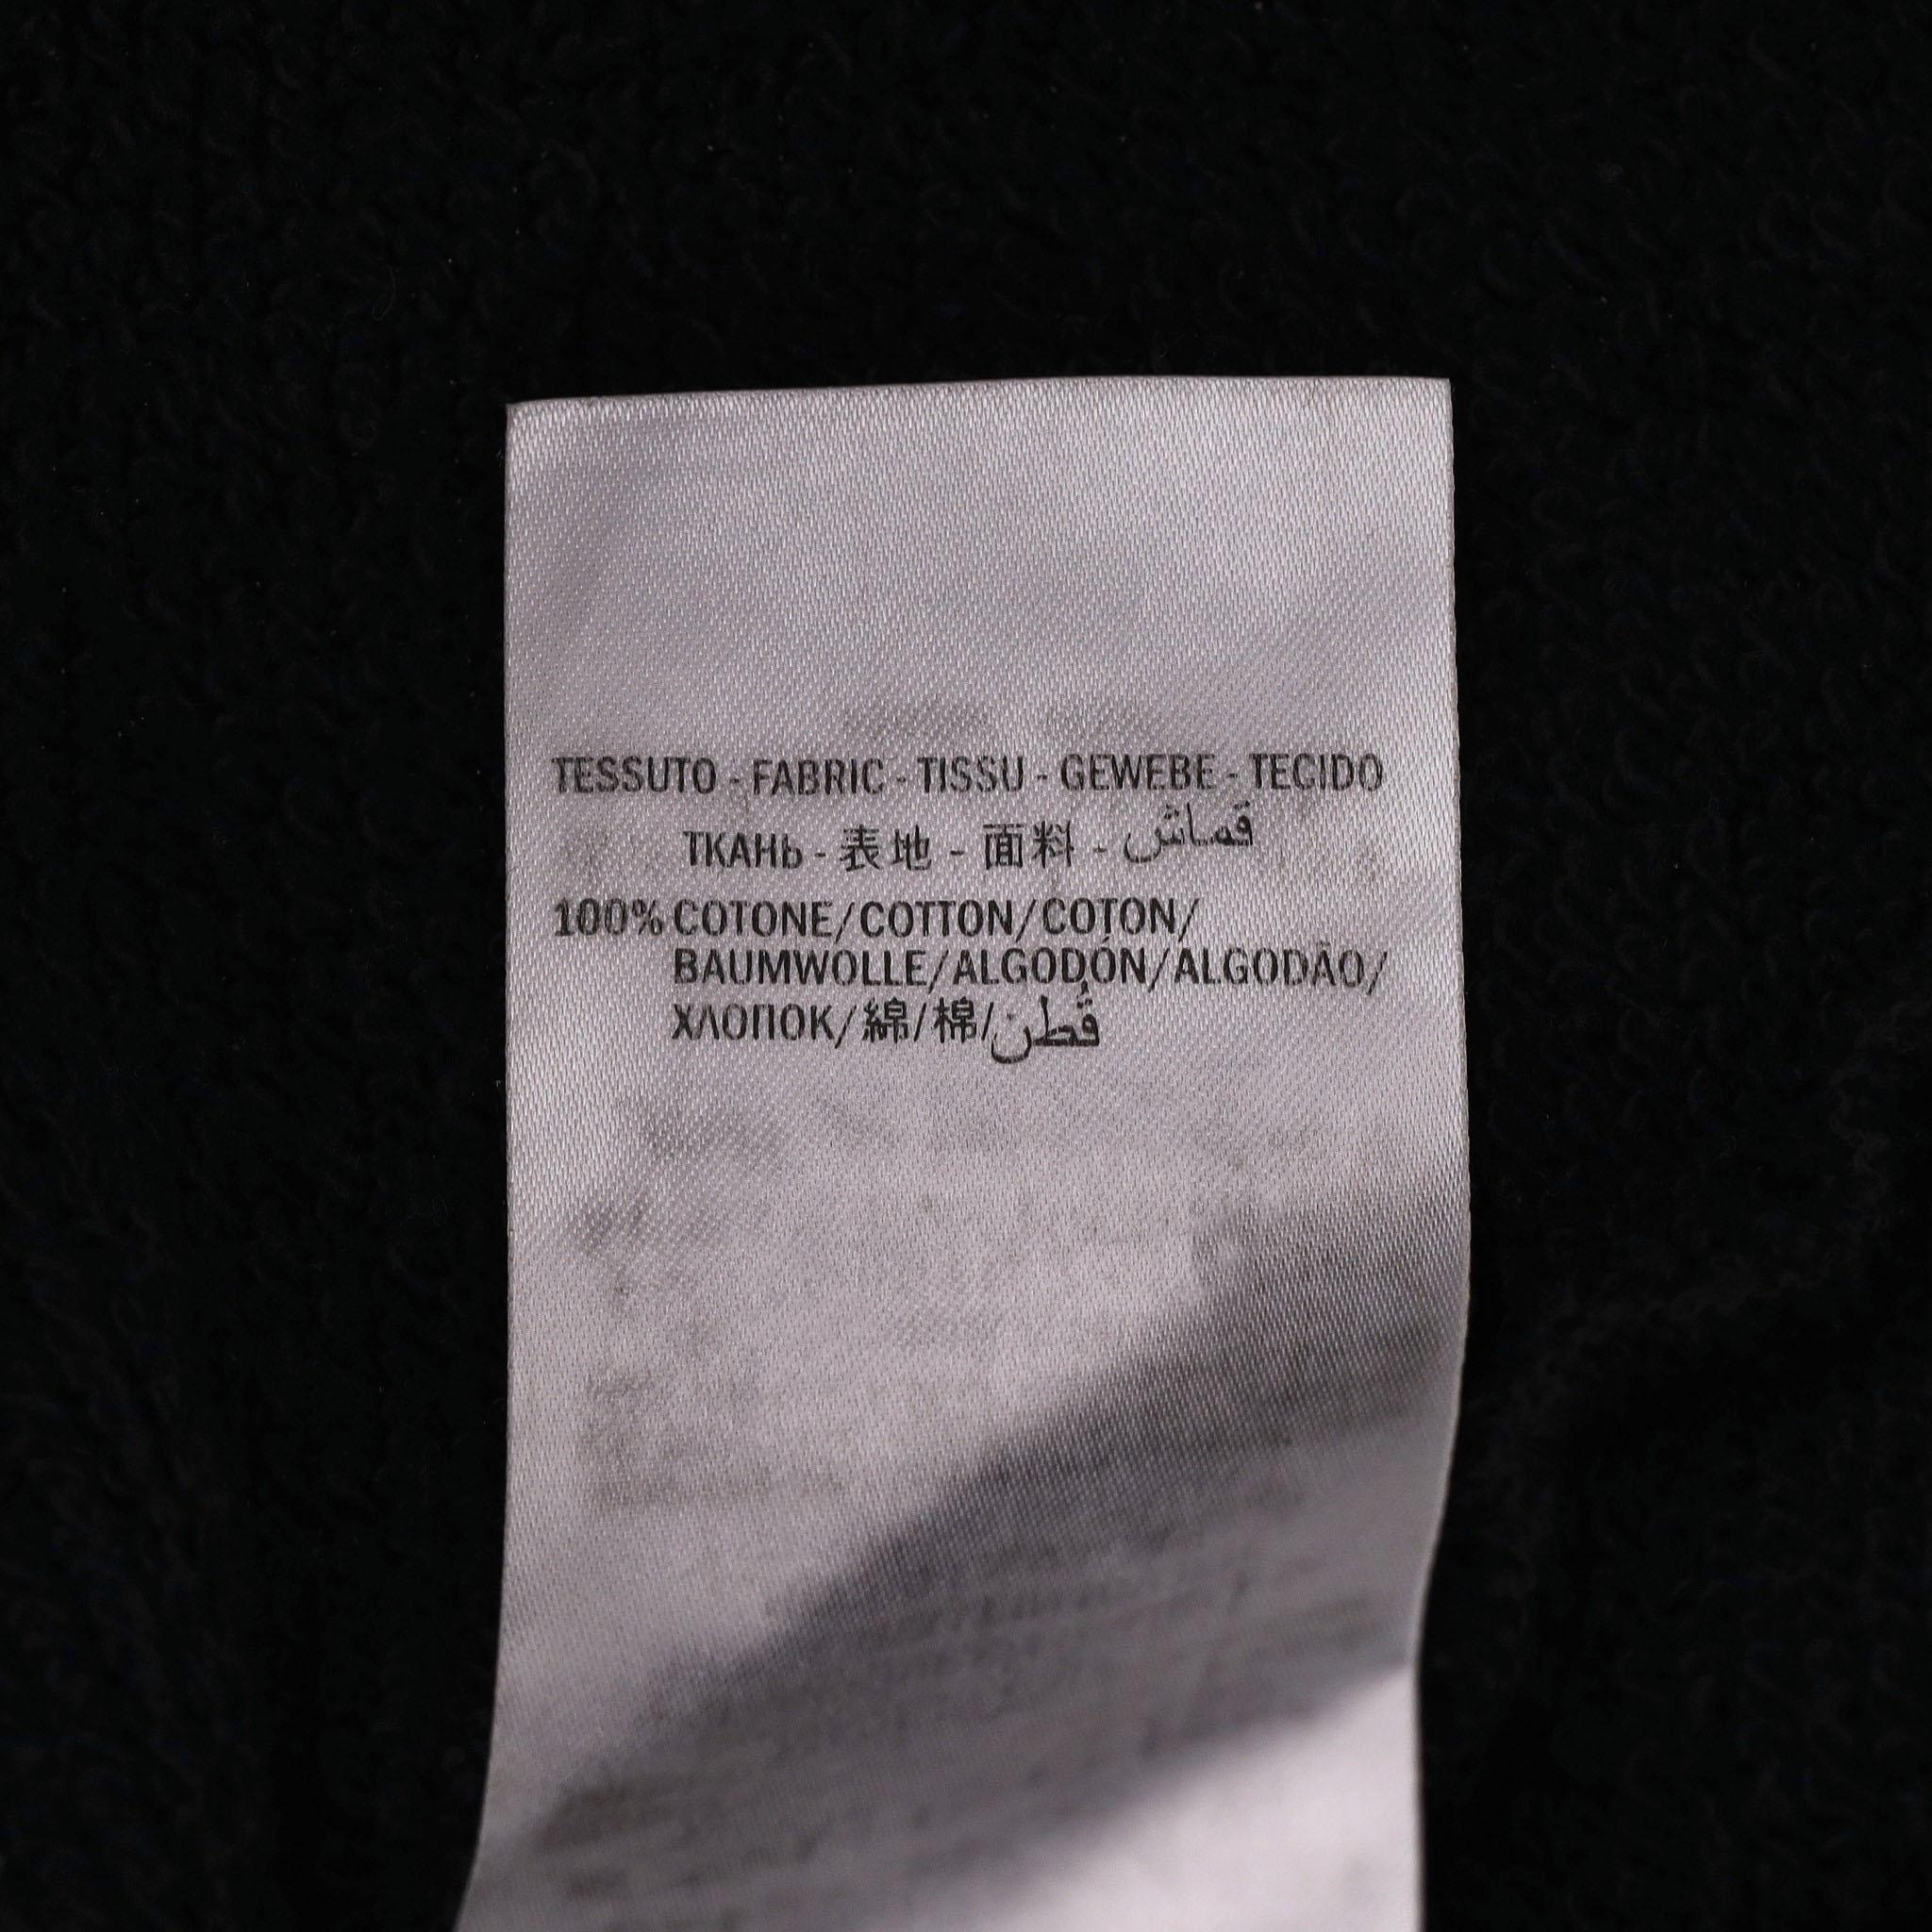 TESSUTO - FABRIC - TISSU - GEWEBE - TECIDO
ТКАНЬ - 表地 - 面料 - قماش
100% COTONE/COTTON/COTON/
BAUMWOLLE/ALGODÓN/ALGODÃO/
ХЛОПОК/綿/棉/قُطن